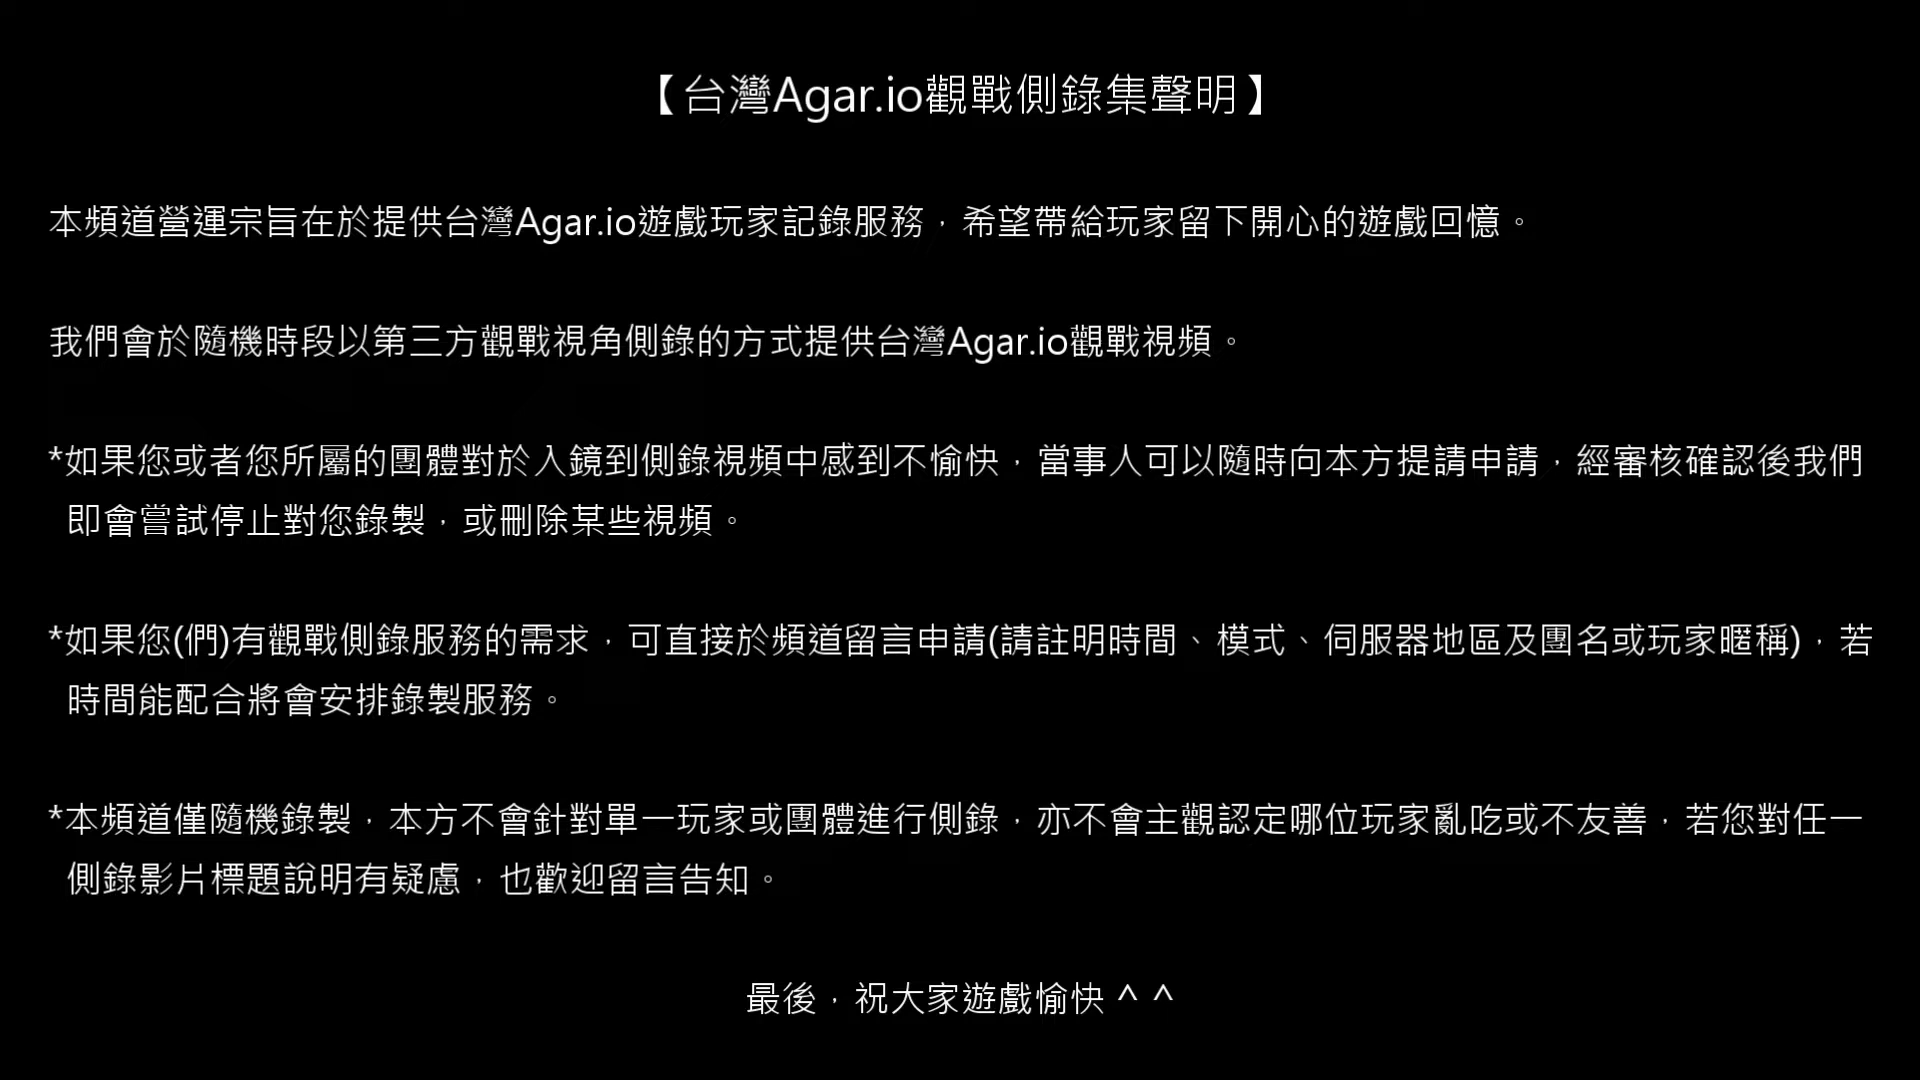 【台灣Agar.io觀戰側錄集聲明】
本頻道營運宗旨在於提供台灣Agar.io遊戲玩家記錄服務，希望帶給玩家留下開心的遊戲回憶。
我們會於隨機時段以第三方觀戰視角側錄的方式提供台灣Agar.io觀戰視頻。
*如果您或者您所屬的團體對於入鏡到側錄視頻中感到不愉快，當事人可以隨時向本方提請申請，經審核確認後我們
即會嘗試停止對您錄製，或刪除某些視頻。
*如果您(們)有觀戰側錄服務的需求，可直接於頻道留言申請(請註明時間、模式、伺服器地區及團名或玩家暱稱)，若
時間能配合將會安排錄製服務。
*本頻道僅隨機錄製，本方不會針對單一玩家或團體進行側錄，亦不會主觀認定哪位玩家亂吃或不友善，若您對任一
側錄影片標題說明有疑慮，也歡迎留言告知。
最後，祝大家遊戲愉快 ^ ^